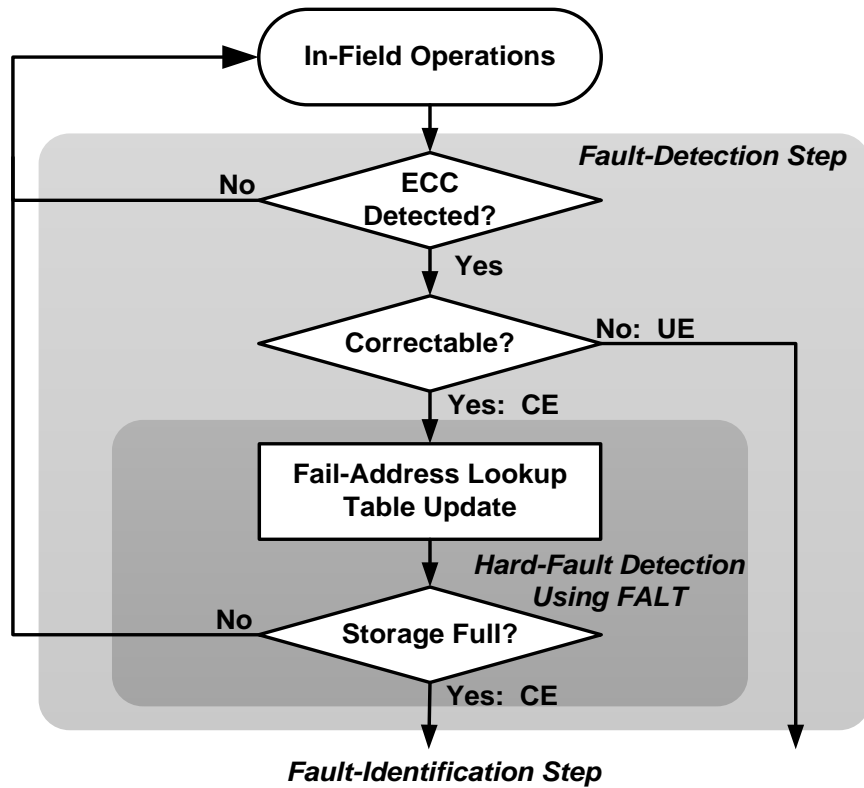 In-Field Operations
Fault-Detection Step
No
ECC
Detected?
Yes
Correctable?
No: UE
Yes: CE
Fail-Address Lookup
Table Update
Hard-Fault Detection
Using FALT
No
Storage Full?
Yes: CE
Fault-Identification Step